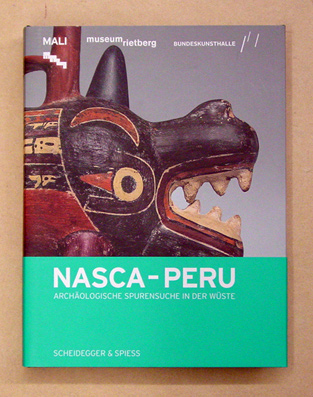 MALI
museumrietberg
BUNDESKUNSTHALLE
NASCA – PERU
ARCHÄOLOGISCHE SPURENSUCHE IN DER WÜSTE
SCHEIDEGGER & SPIESS